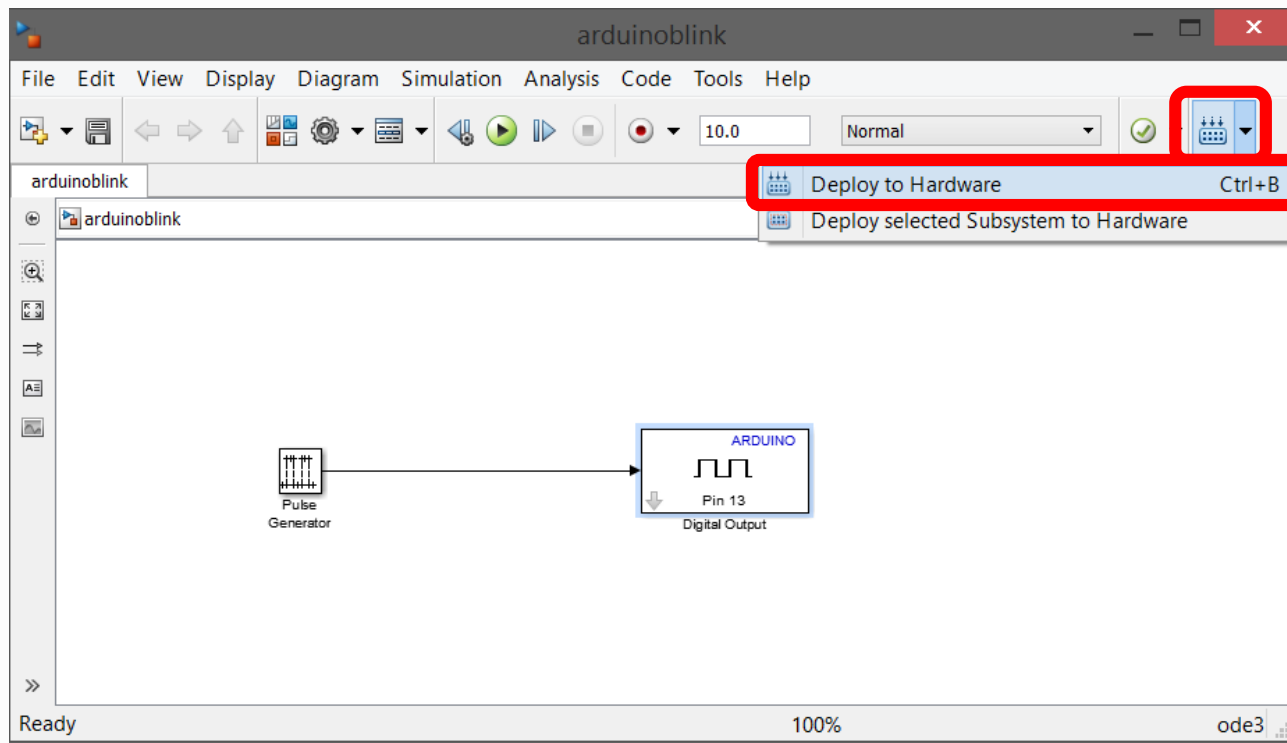 arduinoblink
File Edit View Display Diagram Simulation Analysis Code Tools Help
10.0 Normal
arduinoblink
Deploy to Hardware Ctrl+B
arduinoblink
Deploy selected Subsystem to Hardware
ARDUINO
Pin 13
Pulse
Generator
Digital Output
Ready 100% ode3